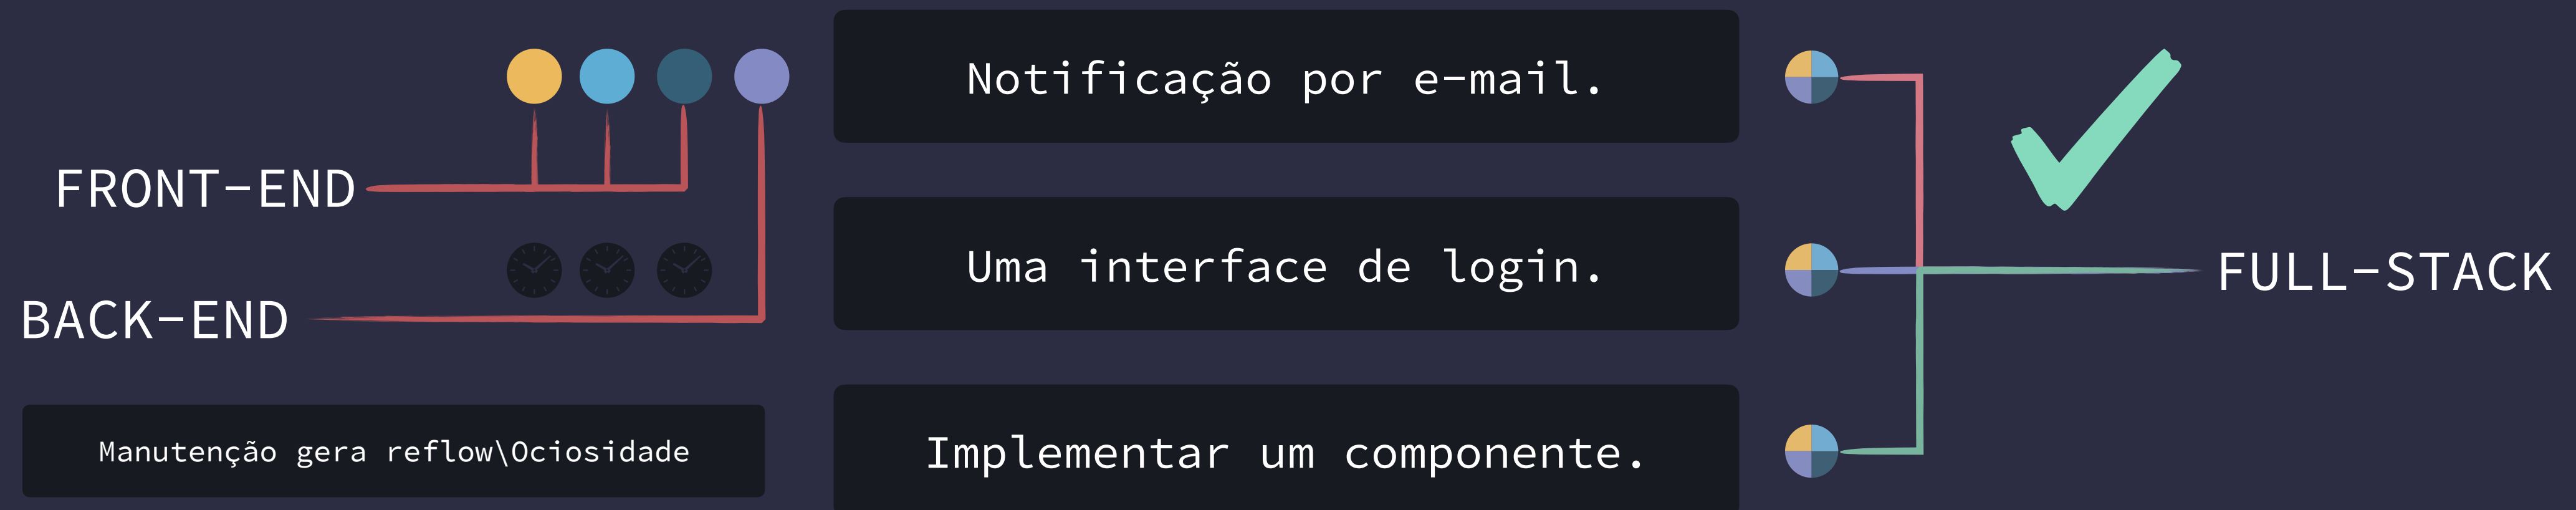 FRONT-END
BACK-END
Manutenção gera reflow\Ociosidade
Notificação por e-mail.
Uma interface de login.
Implementar um componente.
FULL-STACK